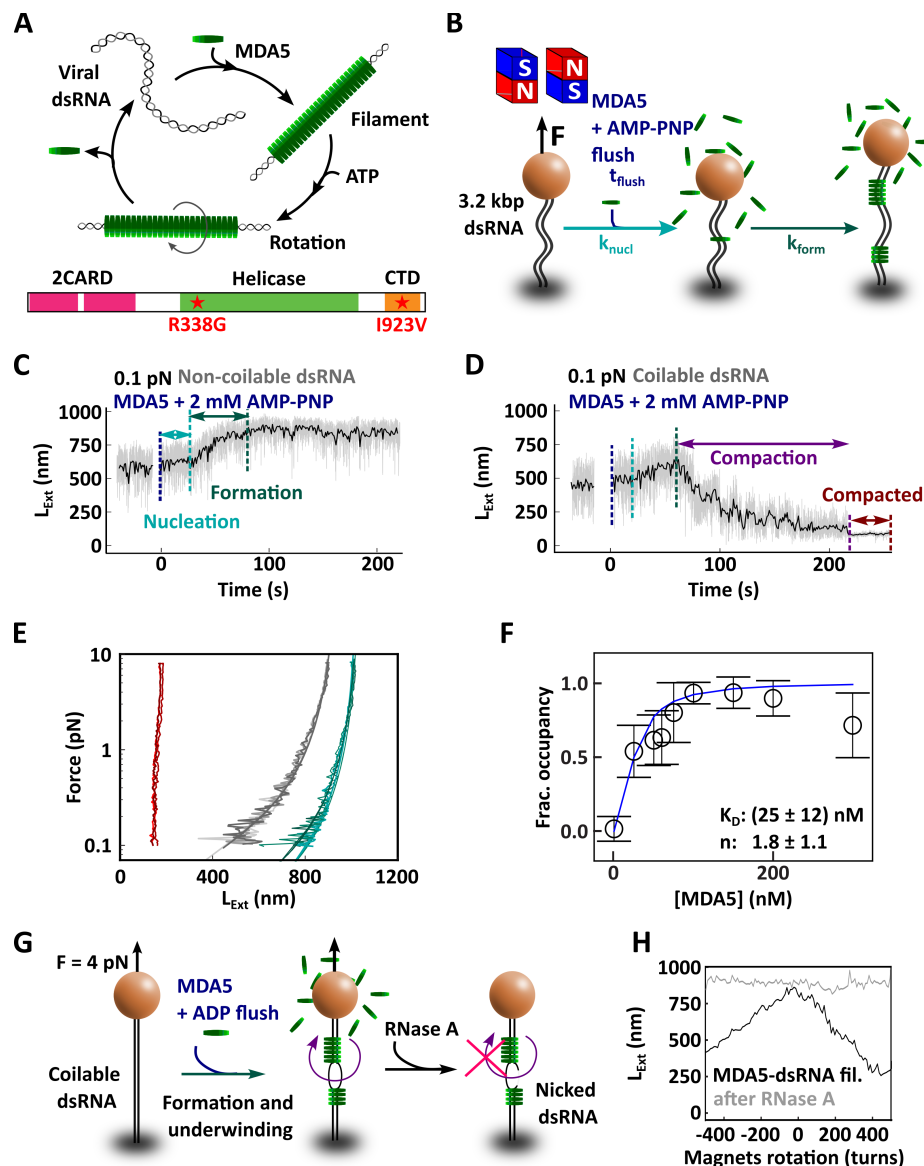 A
MDA5
Viral
dsRNA
Filament
ATP
Rotation
2CARD
Helicase
CTD
R338G
I923V
B
S
N
N
S
F
MDA5
+ AMP-PNP
flush
t_flush
3.2 kbp
dsRNA
k_nucl
k_form
C
0.1 pN Non-coilable dsRNA
MDA5 + 2 mM AMP-PNP
1000
750
500
250
0
L_Ext (nm)
Formation
Nucleation
0
100
200
Time (s)
D
0.1 pN Coilable dsRNA
MDA5 + 2 mM AMP-PNP
1000
750
500
250
0
L_Ext (nm)
Compaction
Compacted
0
100
200
Time (s)
E
10
1
0.1
Force (pN)
0
400
800
1200
L_Ext (nm)
F
1.0
0.5
0.0
Frac. occupancy
K_D: (25 ± 12) nM
n: 1.8 ± 1.1
0
200
[MDA5] (nM)
G
F = 4 pN
MDA5
+ ADP flush
Coilable
dsRNA
Formation and
underwinding
RNase A
Nicked
dsRNA
H
1000
750
500
250
0
L_Ext (nm)
MDA5-dsRNA fil.
after RNase A
-400
-200
0
200
400
Magnets rotation (turns)